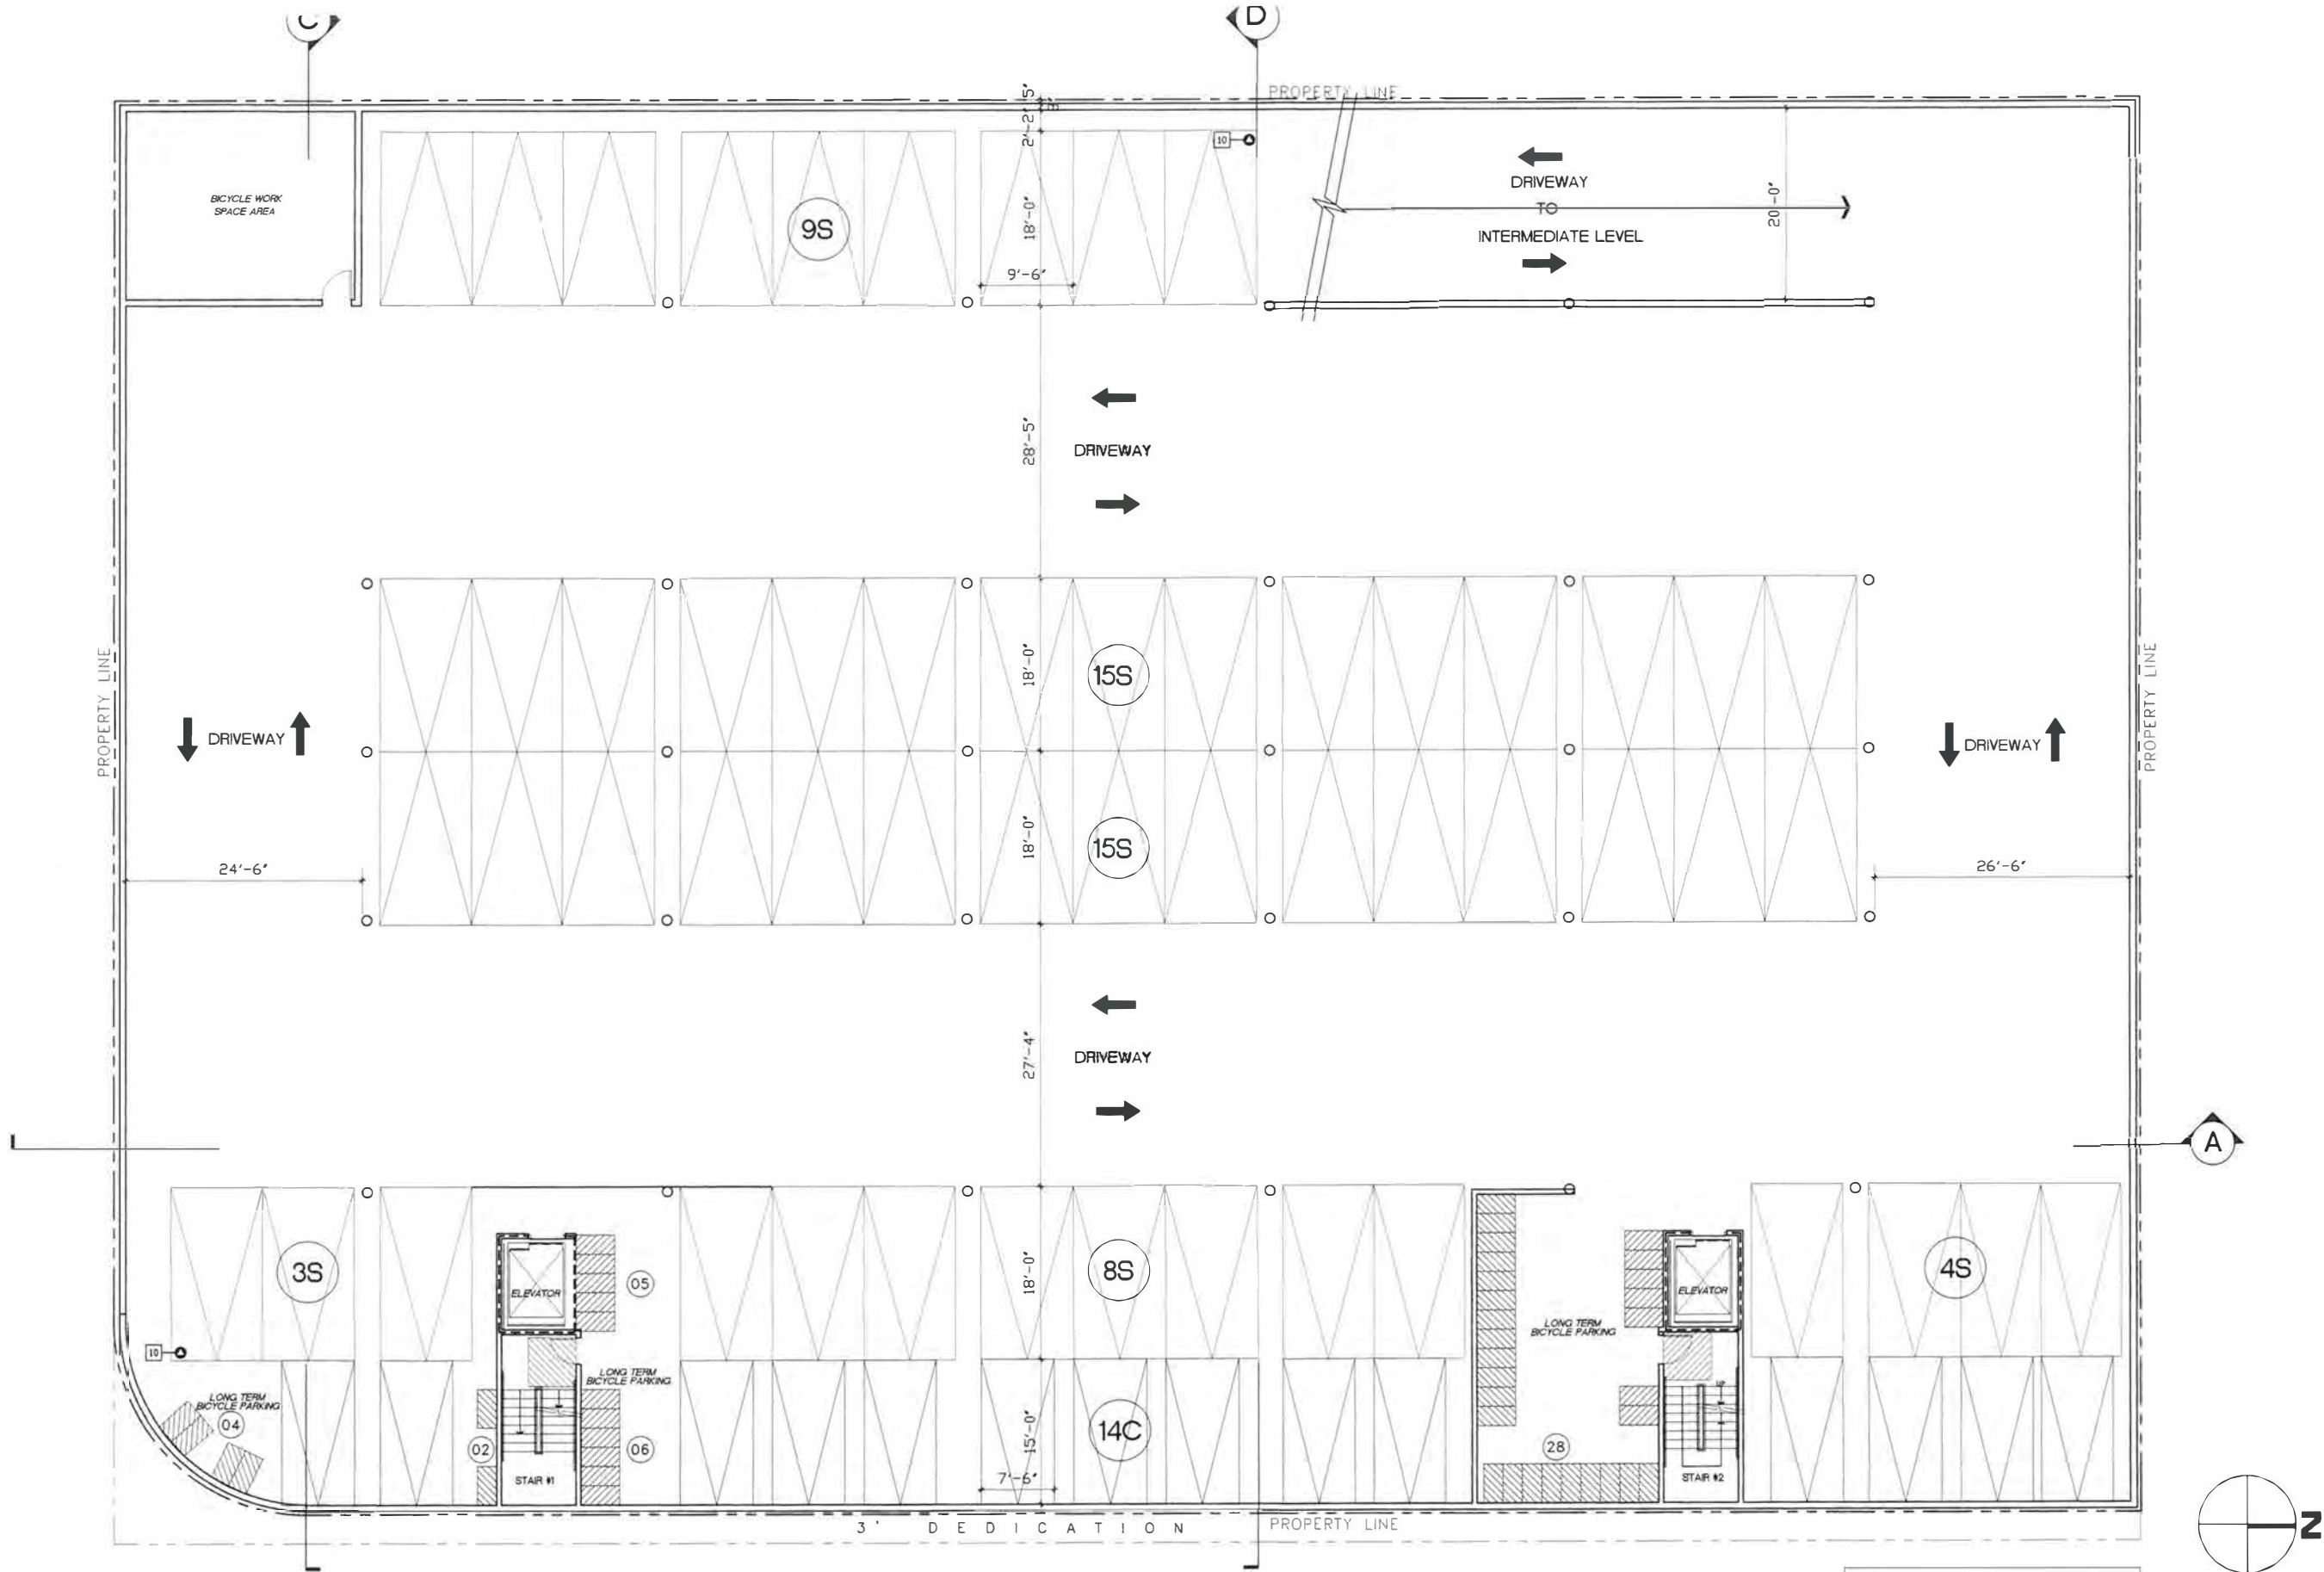 C
D
PROPERTY LINE
5"
2'-2"
10
BICYCLE WORK
SPACE AREA
9S
18'-0"
9'-6"
DRIVEWAY
TO
INTERMEDIATE LEVEL
20'-0"
28'-5"
DRIVEWAY
PROPERTY LINE
DRIVEWAY
18'-0"
15S
18'-0"
15S
DRIVEWAY
PROPERTY LINE
24'-6"
26'-6"
27'-4"
DRIVEWAY
A
3S
ELEVATOR
05
18'-0"
8S
LONG TERM
BICYCLE PARKING
ELEVATOR
4S
10
LONG TERM
BICYCLE PARKING
04
LONG TERM
BICYCLE PARKING
02
06
STAIR #1
15'-0"
14C
7'-6"
28
UP
STAIR #2
3' DEDICATION
PROPERTY LINE
N